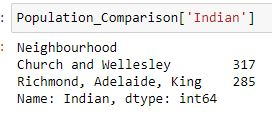 : Population_Comparison['Indian']
: Neighbourhood
Church and Wellesley 317
Richmond, Adelaide, King 285
Name: Indian, dtype: int64